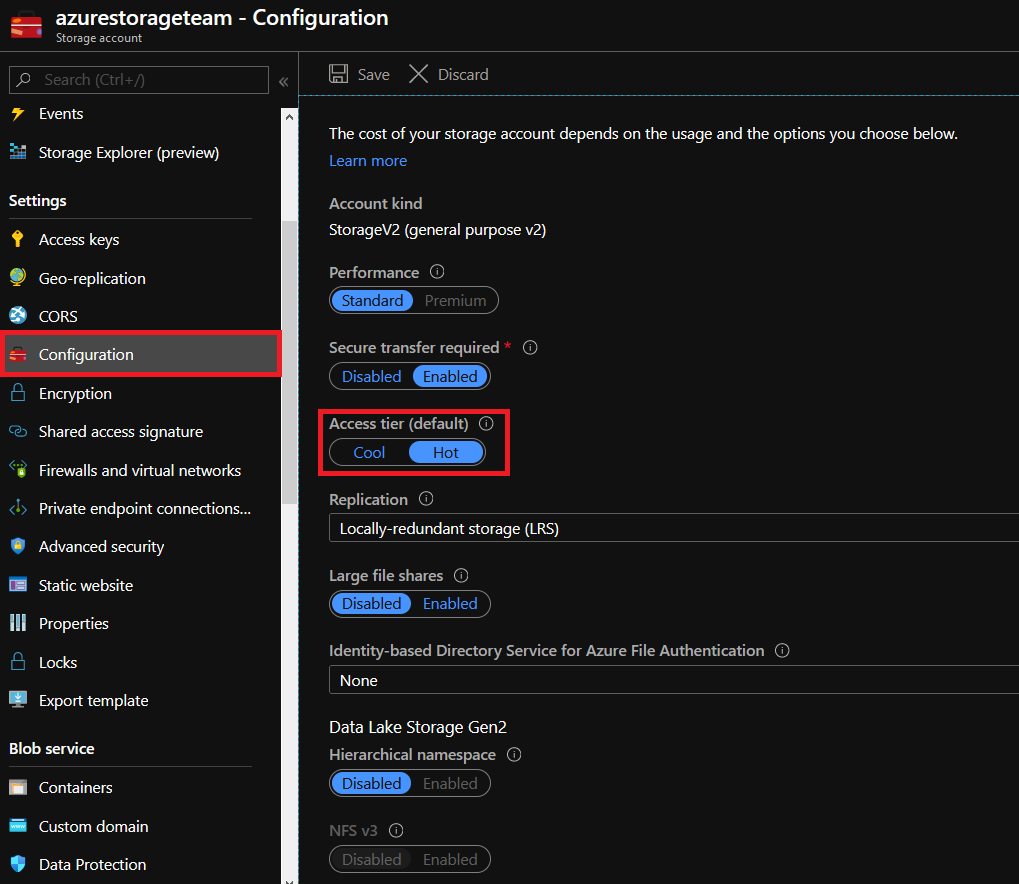 azurestorageteam - Configuration
Storage account
Search (Ctrl+/)
«
Events
Storage Explorer (preview)
Settings
Access keys
Geo-replication
CORS
Configuration
Encryption
Shared access signature
Firewalls and virtual networks
Private endpoint connections...
Advanced security
Static website
Properties
Locks
Export template
Blob service
Containers
Custom domain
Data Protection
Save Discard
The cost of your storage account depends on the usage and the options you choose below.
Learn more
Account kind
StorageV2 (general purpose v2)
Performance
Standard Premium
Secure transfer required *
Disabled Enabled
Access tier (default)
Cool Hot
Replication
Locally-redundant storage (LRS)
Large file shares
Disabled Enabled
Identity-based Directory Service for Azure File Authentication
None
Data Lake Storage Gen2
Hierarchical namespace
Disabled Enabled
NFS v3
Disabled Enabled